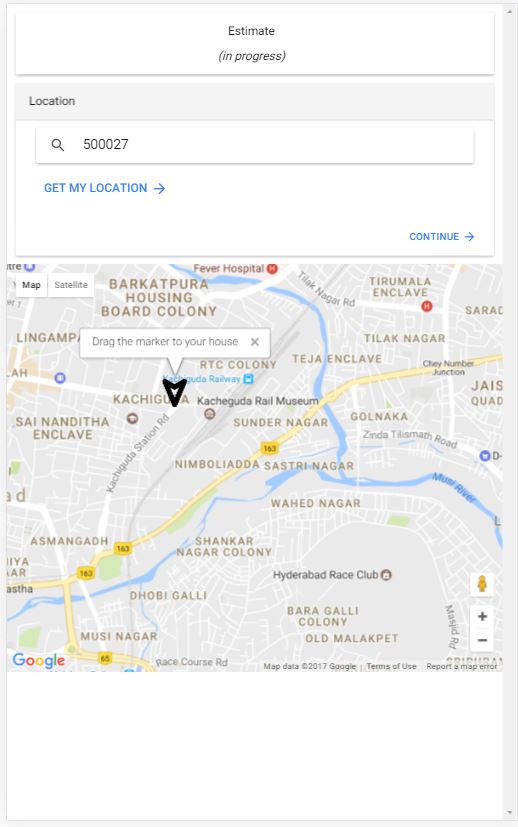 Estimate
(in progress)
Location
500027
GET MY LOCATION
CONTINUE
Fever Hospital
Map
Satellite
BARKATPURA
HOUSING
BOARD COLONY
Tilak Nagar Rd
TIRUMALA
ENCLAVE
SARAD
LINGAMPA
Drag the marker to your house
TILAK NAGAR
RTC COLONY
TEJA ENCLAVE
Chey Number
Junction
LAH
Kacheguda Railway
JAIS
QUAD
KACHIGUDA
Kacheguda Rail Museum
SAI NANDITHA
ENCLAVE
SUNDER NAGAR
GOLNAKA
Zinda Tilismath Road
Kachiguda Station Rd
163
D-
NIMBOLIADDA
SASTRI NAGAR
Musi River
ad
WAHED NAGAR
ASMANGADH
163
SHANKAR
NAGAR COLONY
163
Hyderabad Race Club
IYA
AAR
astha
DHOBI GALLI
BARA GALLI
COLONY
Masjid Rd
MUSI NAGAR
OLD MALAKPET
65
Race Course Rd
Google
Map data ©2017 Google
Terms of Use
Report a map error